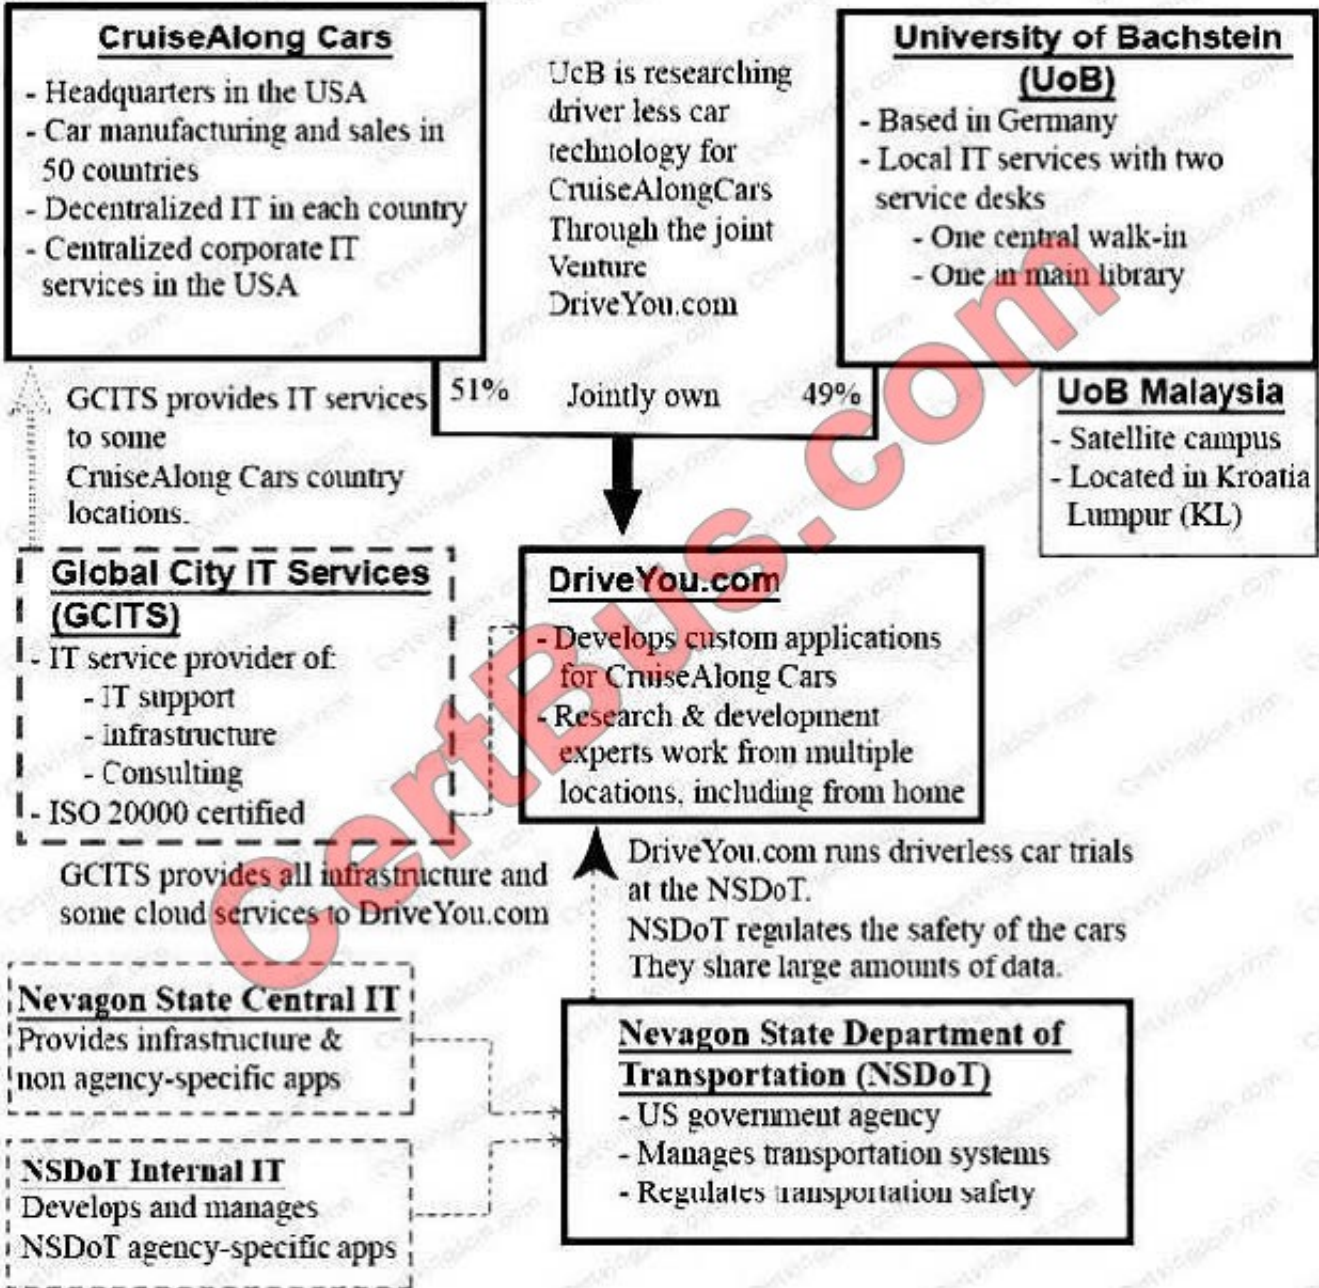 CruiseAlong Cars
- Headquarters in the USA
- Car manufacturing and sales in
50 countries
- Decentralized IT in each country
- Centralized corporate IT
services in the USA
UcB is researching
driver less car
technology for
CruiseAlongCars
Through the joint
Venture
DriveYou.com
University of Bachstein
(UoB)
- Based in Germany
- Local IT services with two
service desks
- One central walk-in
- One in main library
51% Jointly own 49%
UoB Malaysia
- Satellite campus
- Located in Kroatia
Lumpur (KL)
GCITS provides IT services
to some
CruiseAlong Cars country
locations.
Global City IT Services
(GCITS)
- IT service provider of:
- IT support
- Infrastructure
- Consulting
- ISO 20000 certified
DriveYou.com
- Develops custom applications
for CruiseAlong Cars
- Research & development
experts work from multiple
locations, including from home
GCITS provides all infrastructure and
some cloud services to DriveYou.com
DriveYou.com runs driverless car trials
at the NSDoT.
NSDoT regulates the safety of the cars
They share large amounts of data.
Nevagon State Central IT
Provides infrastructure &
non agency-specific apps
NSDoT Internal IT
Develops and manages
NSDoT agency-specific apps
Nevagon State Department of
Transportation (NSDoT)
- US government agency
- Manages transportation systems
- Regulates transportation safety
CertBus.com